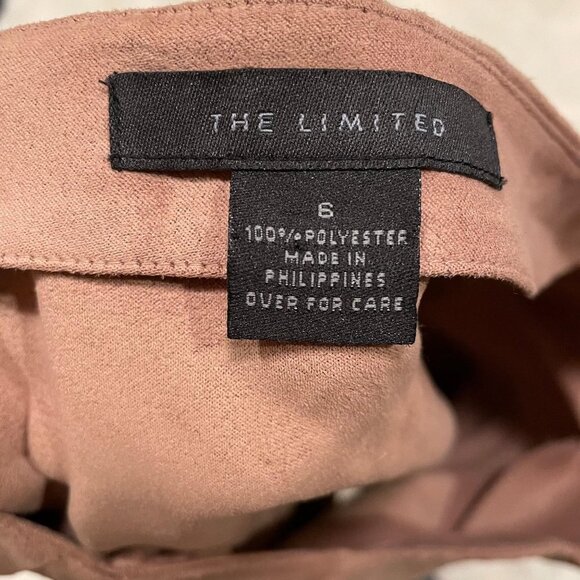 THE LIMITED
6
100% POLYESTER
MADE IN
PHILIPPINES
OVER FOR CARE